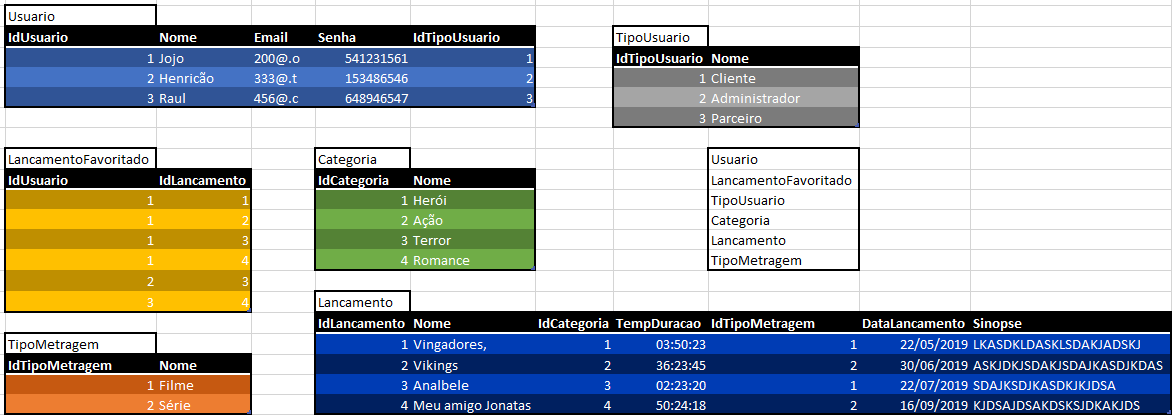 Usuario
IdUsuario Nome Email Senha IdTipoUsuario
1 Jojo 200@.o 541231561 1
2 Henricão 333@.t 153486546 2
3 Raul 456@.c 648946547 3
TipoUsuario
IdTipoUsuario Nome
1 Cliente
2 Administrador
3 Parceiro
LancamentoFavoritado
IdUsuario IdLancamento
1 1
1 2
1 3
1 4
2 3
3 4
Categoria
IdCategoria Nome
1 Herói
2 Ação
3 Terror
4 Romance
Usuario
LancamentoFavoritado
TipoUsuario
Categoria
Lancamento
TipoMetragem
TipoMetragem
IdTipoMetragem Nome
1 Filme
2 Série
Lancamento
IdLancamento Nome IdCategoria TempDuracao IdTipoMetragem DataLancamento Sinopse
1 Vingadores, 1 03:50:23 1 22/05/2019 LKASDKLDASKLSDAKJADSKJ
2 Vikings 2 36:23:45 2 30/06/2019 ASKJDKJSDAKJSDAJKASDJKDAS
3 Analbele 3 02:23:20 1 22/07/2019 SDAJKSDJKASDKJKJDSA
4 Meu amigo Jonatas 4 50:24:18 2 16/09/2019 KJDSAJDSAKDSKSJDKAKJDS